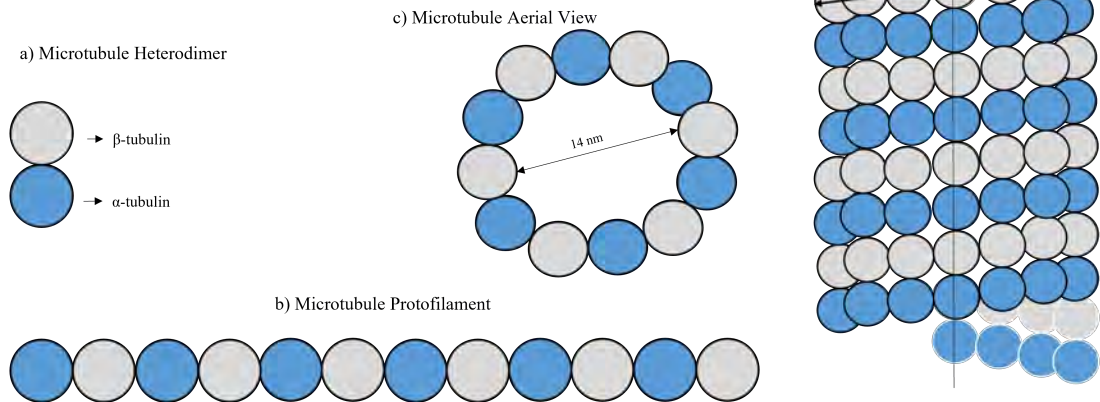 c) Microtubule Aerial View
a) Microtubule Heterodimer
β-tubulin
14 nm
α-tubulin
b) Microtubule Protofilament